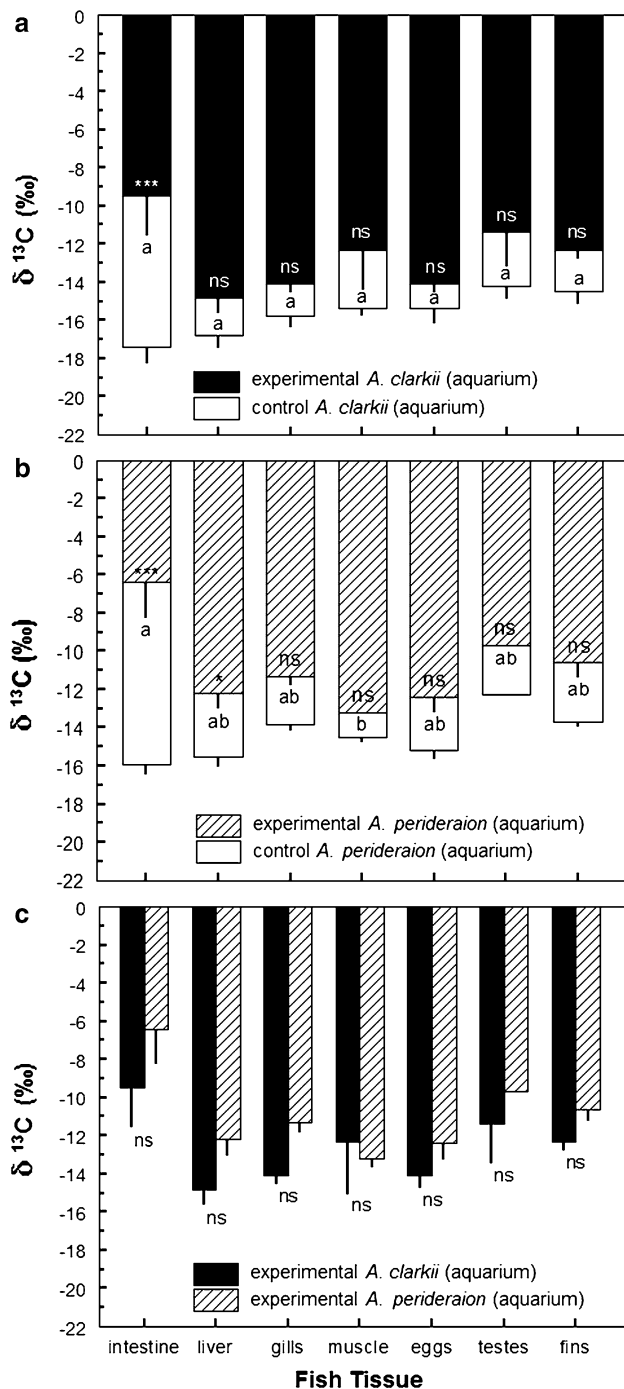 a
0
-2
-4
-6
-8
-10
-12
-14
-16
-18
-20
-22
δ ¹³C (‰)
*** ns ns ns ns ns ns
a a a a a a a
experimental A. clarkii (aquarium)
control A. clarkii (aquarium)
b
0
-2
-4
-6
-8
-10
-12
-14
-16
-18
-20
-22
δ ¹³C (‰)
*** * ns ns ns ns ns
a ab ab b ab ab ab
experimental A. perideraion (aquarium)
control A. perideraion (aquarium)
c
0
-2
-4
-6
-8
-10
-12
-14
-16
-18
-20
-22
δ ¹³C (‰)
ns ns ns ns ns ns ns
experimental A. clarkii (aquarium)
experimental A. perideraion (aquarium)
intestine liver gills muscle eggs testes fins
Fish Tissue